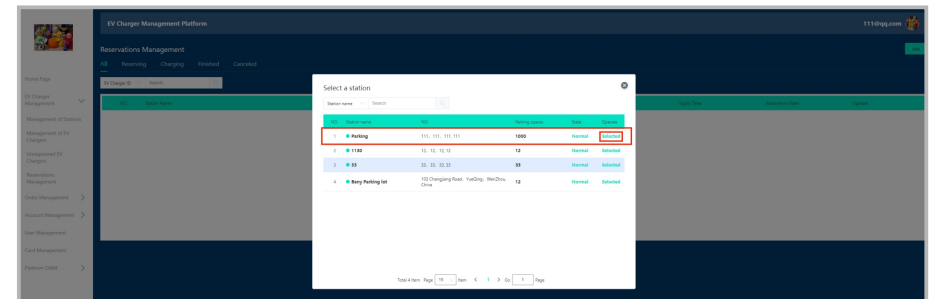 EV Charger Management Platform
111@qq.com
Reservations Management
All Reserving Charging Finished Canceled
Home Page
EV Charger ID Search
EV Charger Management
NO Station Name
Management of Stations
Management of EV Chargers
Unreserved EV Chargers
Reservations Management
Order Management
Account Management
User Management
Card Management
Platform O&M
Select a station
Station name Search
NO Station name Parking spaces State Operate
1 Parking 111, 111, 111, 111 1000 Normal Selected
2 1130 12, 12, 12, 12 12 Normal Selected
3 33 33, 33, 33, 33 33 Normal Selected
4 Bany Parking lot 102 Changjiang Road, YueQing, WenZhou, China 12 Normal Selected
Total 4 Item Page 10 Item 1 Go 1 Page